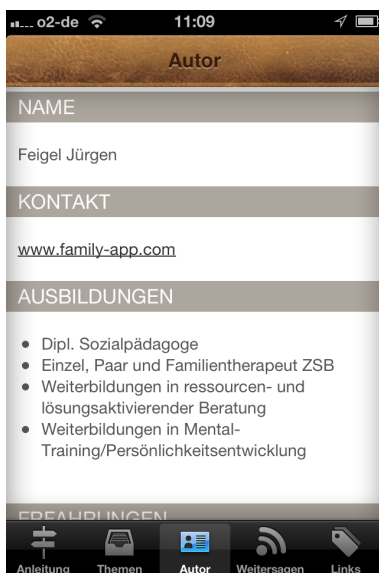 o2-de 11:09
Autor
NAME
Feigel Jürgen
KONTAKT
www.family-app.com
AUSBILDUNGEN
Dipl. Sozialpädagoge
Einzel, Paar und Familientherapeut ZSB
Weiterbildungen in ressourcen- und
lösungsaktivierender Beratung
Weiterbildungen in Mental-
Training/Persönlichkeitsentwicklung
ERFAHRUNGEN
Anleitung Themen Autor Weitersagen Links